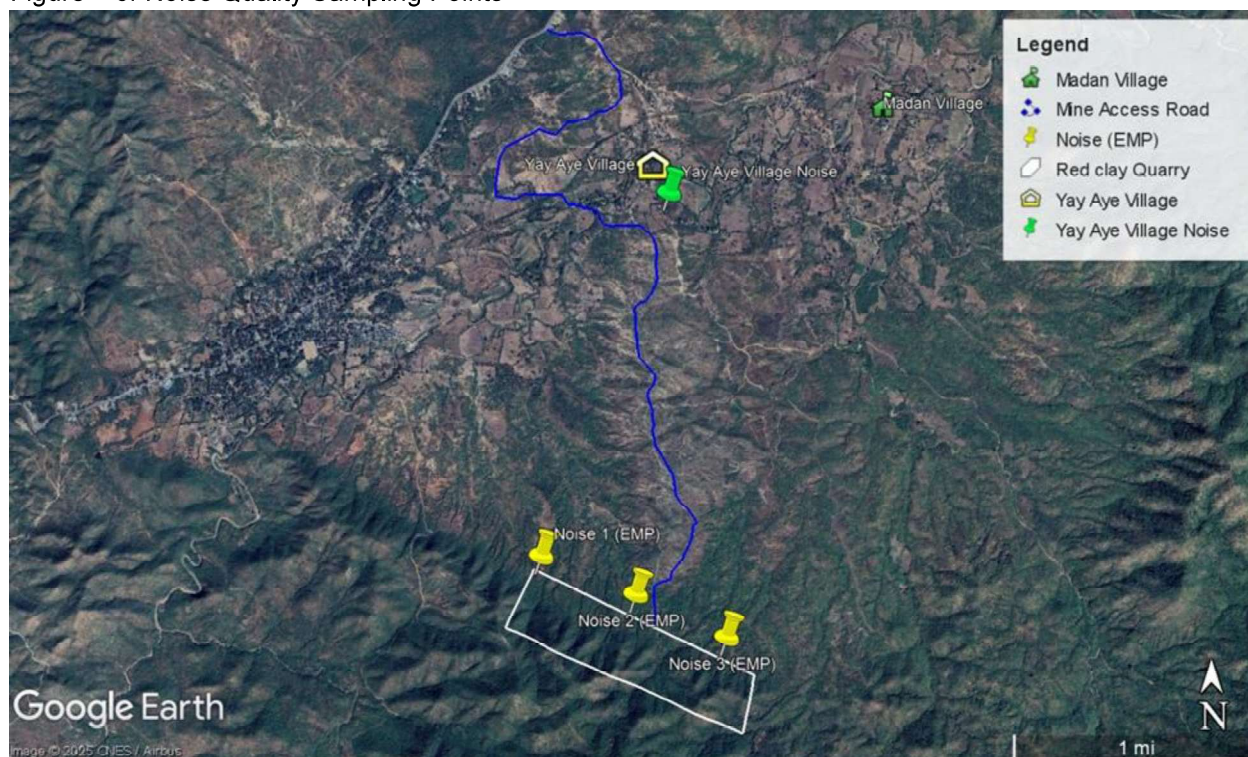 Legend
Madan Village
Mine Access Road
Noise (EMP)
Red clay Quarry
Yay Aye Village
Yay Aye Village Noise
Madan Village
Yay Aye Village
Yay Aye Village Noise
Noise 1 (EMP)
Noise 2 (EMP)
Noise 3 (EMP)
Google Earth
N
Image © 2025 CNES / Airbus
1 mi